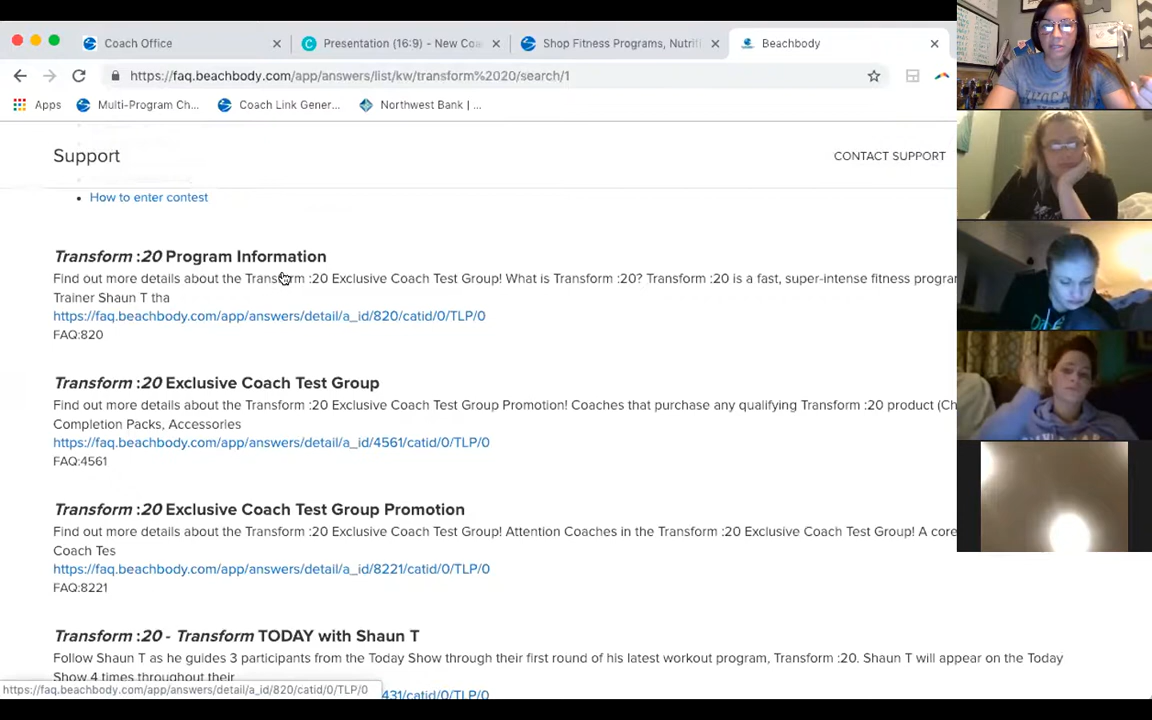 Coach Office
Presentation (16:9) - New Coa
Shop Fitness Programs, Nutriti
Beachbody
https://faq.beachbody.com/app/answers/list/kw/transform%2020/search/1
Apps
Multi-Program Ch...
Coach Link Gener...
Northwest Bank | ...
Support
CONTACT SUPPORT
How to enter contest
Transform :20 Program Information
Find out more details about the Transform :20 Exclusive Coach Test Group! What is Transform :20? Transform :20 is a fast, super-intense fitness program
Trainer Shaun T tha
https://faq.beachbody.com/app/answers/detail/a_id/820/catid/0/TLP/0
FAQ:820
Transform :20 Exclusive Coach Test Group
Find out more details about the Transform :20 Exclusive Coach Test Group Promotion! Coaches that purchase any qualifying Transform :20 product (Ch
Completion Packs, Accessories
https://faq.beachbody.com/app/answers/detail/a_id/4561/catid/0/TLP/0
FAQ:4561
Transform :20 Exclusive Coach Test Group Promotion
Find out more details about the Transform :20 Exclusive Coach Test Group! Attention Coaches in the Transform :20 Exclusive Coach Test Group! A core
Coach Tes
https://faq.beachbody.com/app/answers/detail/a_id/8221/catid/0/TLP/0
FAQ:8221
Transform :20 - Transform TODAY with Shaun T
Follow Shaun T as he guides 3 participants from the Today Show through their first round of his latest workout program, Transform :20. Shaun T will appear on the Today
Show 4 times throughout their
https://faq.beachbody.com/app/answers/detail/a_id/820/catid/0/TLP/0
431/catid/0/TLP/0